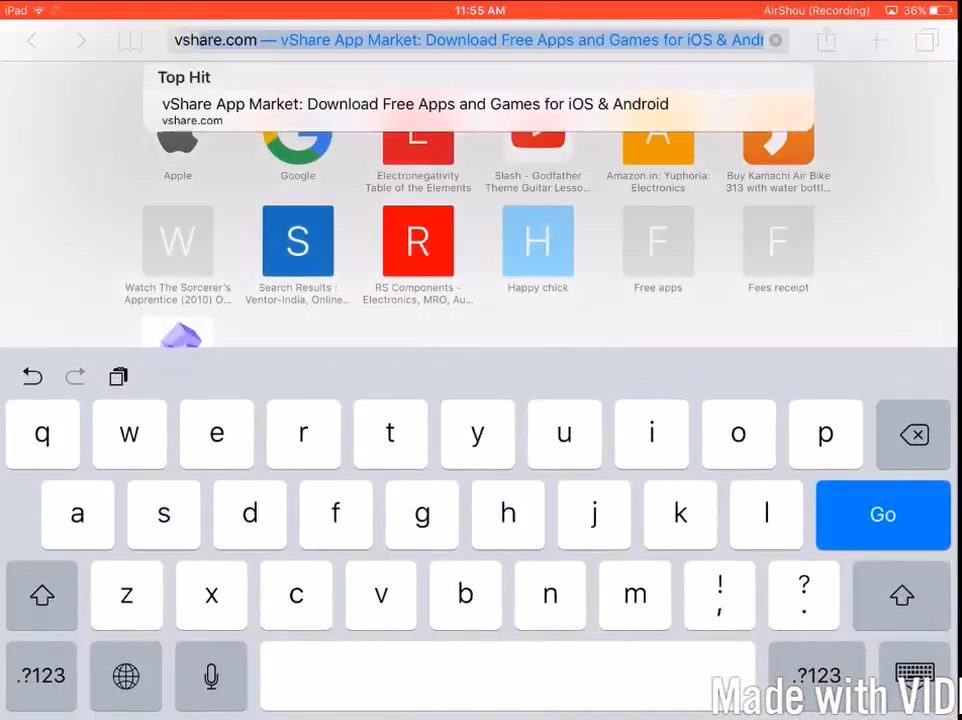 iPad
11:55 AM
AirShou (Recording)
36%
vshare.com — vShare App Market: Download Free Apps and Games for iOS & Andr
Top Hit
vShare App Market: Download Free Apps and Games for iOS & Android
vshare.com
Apple
Google
Electronegativity
Table of the Elements
Slash - Godfather
Theme Guitar Lesso...
Amazon.in: Yuphoria:
Electronics
Buy Kamachi Air Bike
313 with water bottl...
W
S
R
H
F
F
Watch The Sorcerer's
Apprentice (2010) O...
Search Results :
Ventor-India, Online...
RS Components -
Electronics, MRO, Au...
Happy chick
Free apps
Fees receipt
q w e r t y u i o p
a s d f g h j k l Go
z x c v b n m ! , ? .
.?123
.?123
Made with VID